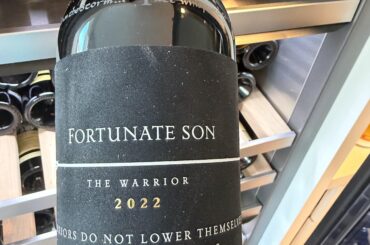 FORTUNATE SON
THE WARRIOR
2022
DO NOT LOWER